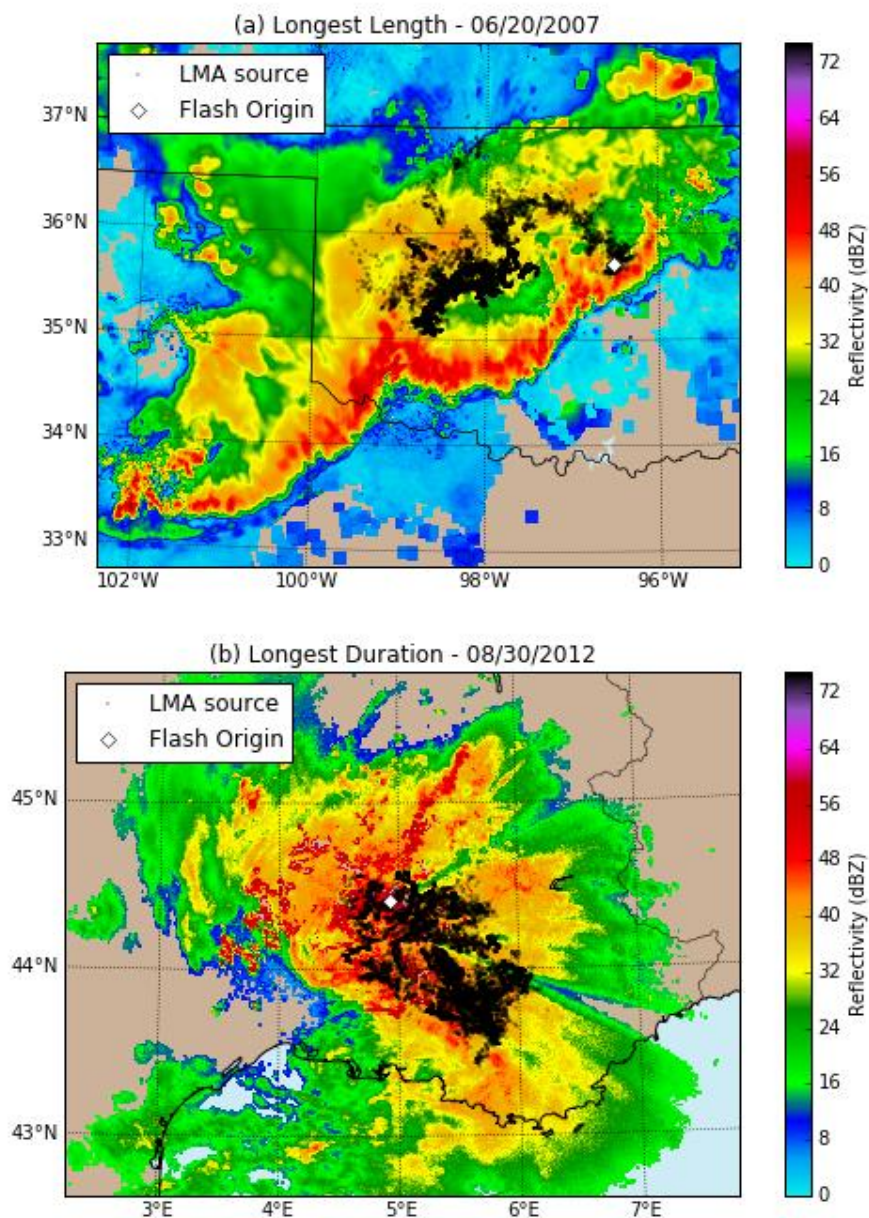 (a) Longest Length - 06/20/2007
LMA source
Flash Origin
37°N
36°N
35°N
34°N
33°N
102°W 100°W 98°W 96°W
72
64
56
48
40
32
24
16
8
0
Reflectivity (dBZ)
(b) Longest Duration - 08/30/2012
LMA source
Flash Origin
45°N
44°N
43°N
3°E 4°E 5°E 6°E 7°E
72
64
56
48
40
32
24
16
8
0
Reflectivity (dBZ)